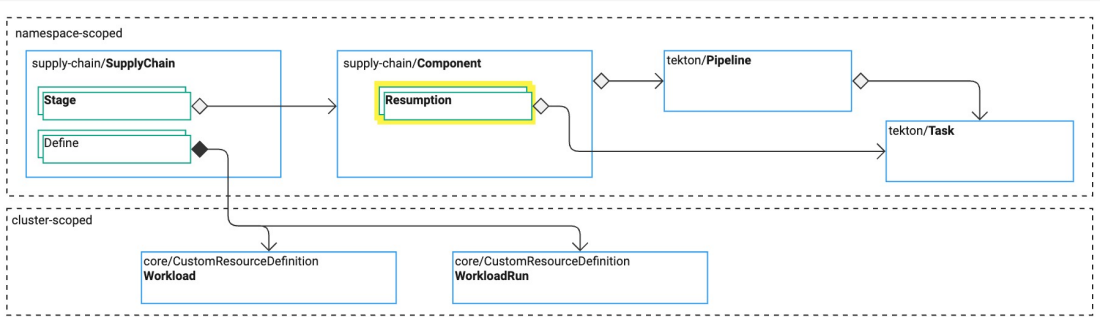 namespace-scoped
supply-chain/SupplyChain
Stage
Define
supply-chain/Component
Resumption
tekton/Pipeline
tekton/Task
cluster-scoped
core/CustomResourceDefinition
Workload
core/CustomResourceDefinition
WorkloadRun